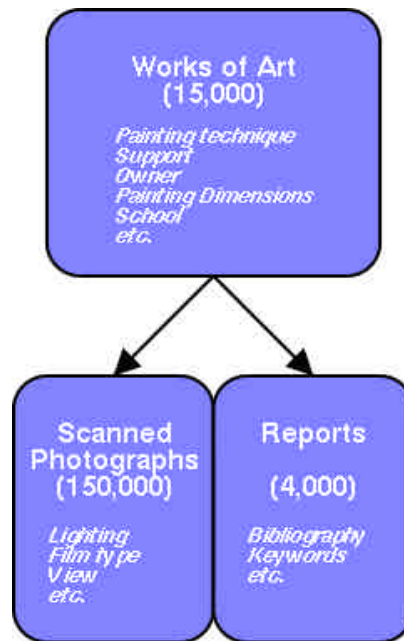 Works of Art
(15,000)
Painting technique
Support
Owner
Painting Dimensions
School
etc.
Scanned
Photographs
(150,000)
Lighting
Film type
View
etc.
Reports
(4,000)
Bibliography
Keywords
etc.